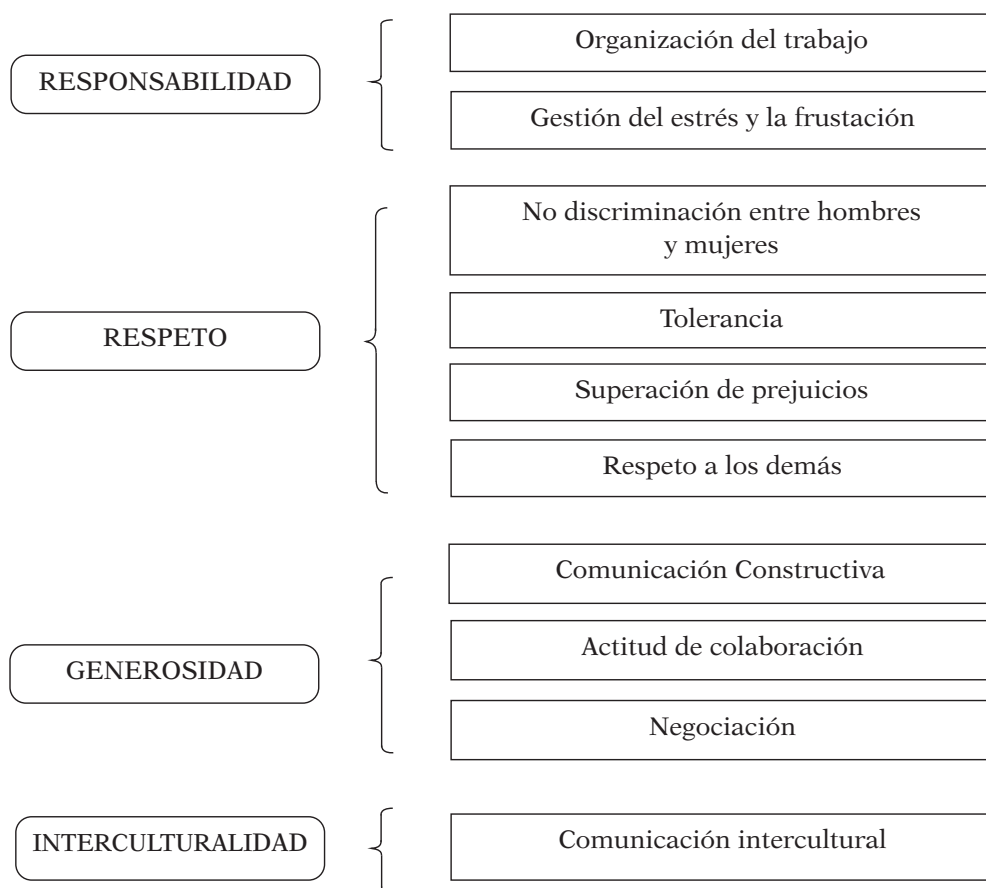 RESPONSABILIDAD
Organización del trabajo
Gestión del estrés y la frustación
RESPETO
No discriminación entre hombres
y mujeres
Tolerancia
Superación de prejuicios
Respeto a los demás
GENEROSIDAD
Comunicación Constructiva
Actitud de colaboración
Negociación
INTERCULTURALIDAD
Comunicación intercultural